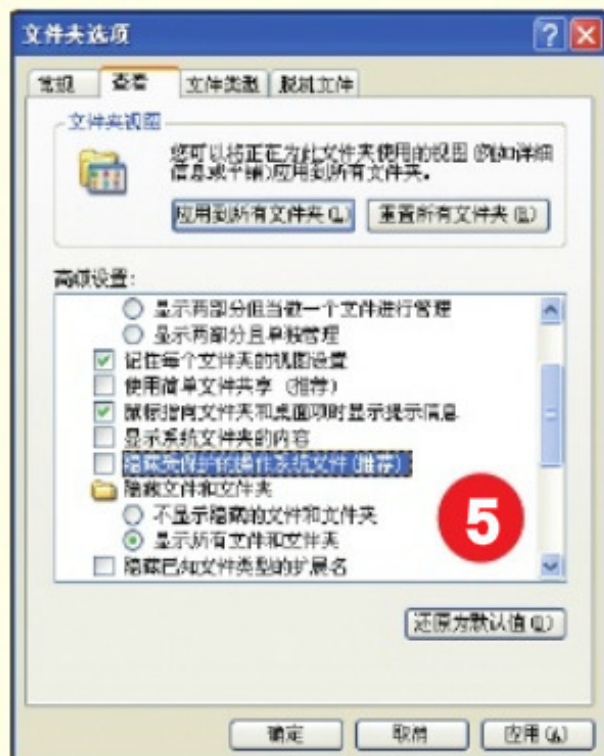 文件夹选项
常规 查看 文件类型 脱机文件
文件夹视图
您可以将正在为此文件夹使用的视图(例如详细
信息或平铺)应用到所有文件夹。
应用到所有文件夹(L) 重置所有文件夹(R)
高级设置:
显示两部分但当做一个文件进行管理
显示两部分且单独管理
记住每个文件夹的视图设置
使用简单文件共享(推荐)
鼠标指向文件夹和桌面项时显示提示信息
显示系统文件夹的内容
隐藏受保护的操作系统文件(推荐)
隐藏文件和文件夹
不显示隐藏的文件和文件夹
显示所有文件和文件夹
隐藏已知文件类型的扩展名
5
还原为默认值(D)
确定 取消 应用(A)